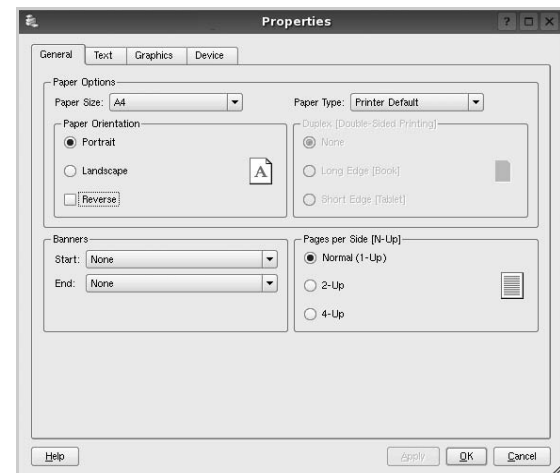 Properties
General Text Graphics Device
Paper Options
Paper Size: A4
Paper Type: Printer Default
Paper Orientation
Portrait
Landscape
Reverse
A
Duplex [Double-Sided Printing]
None
Long Edge [Book]
Short Edge [Tablet]
Banners
Start: None
End: None
Pages per Side [N-Up]
Normal (1-Up)
2-Up
4-Up
Help
Apply
OK
Cancel